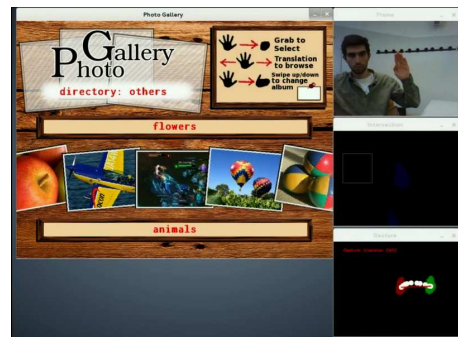 Photo Gallery
Gallery
Photo
directory: others
Grab to
Select
Translation
to browse
Swipe up/down
to change
album
flowers
animals
Frame